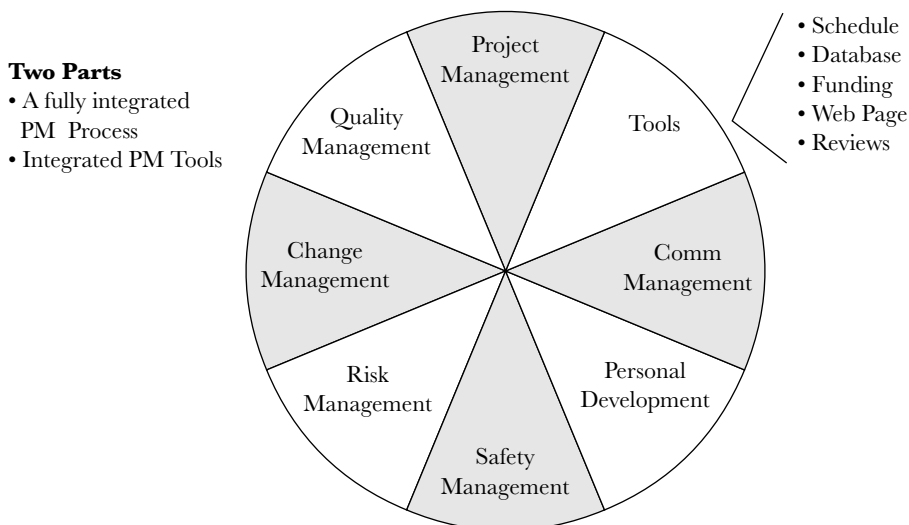 Two Parts
• A fully integrated
PM Process
• Integrated PM Tools
Project
Management
Tools
• Schedule
• Database
• Funding
• Web Page
• Reviews
Comm
Management
Personal
Development
Safety
Management
Risk
Management
Change
Management
Quality
Management